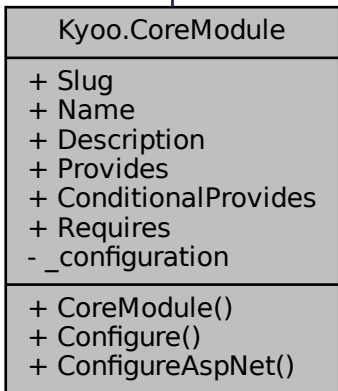 Kyoo.CoreModule
+ Slug
+ Name
+ Description
+ Provides
+ ConditionalProvides
+ Requires
- _configuration
+ CoreModule()
+ Configure()
+ ConfigureAspNet()